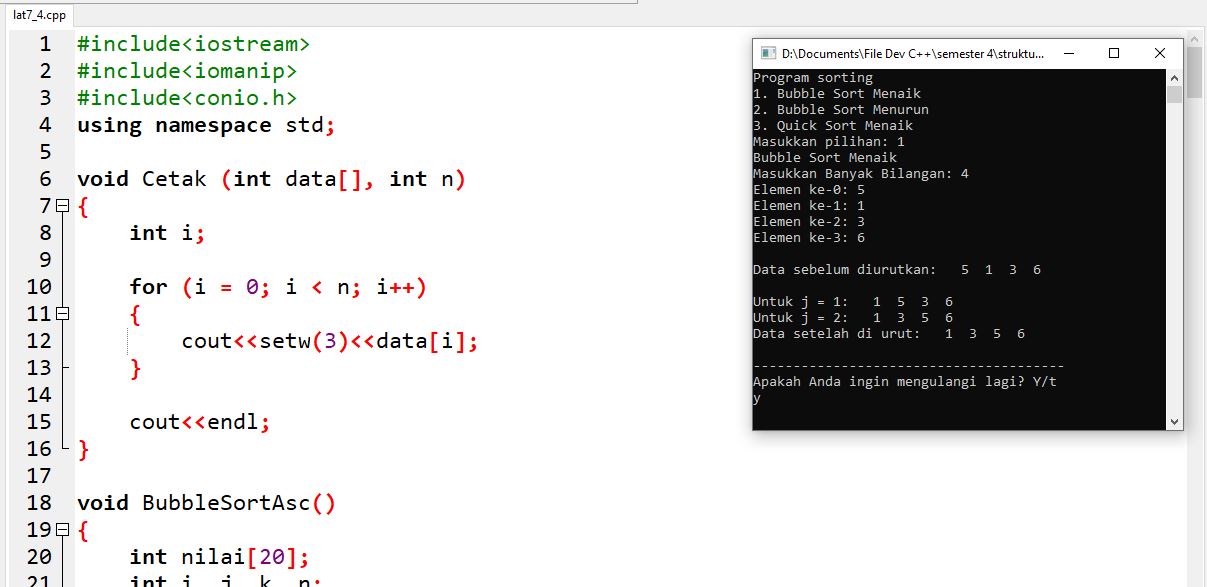 lat7_4.cpp
1 #include<iostream>
2 #include<iomanip>
3 #include<conio.h>
4 using namespace std;
5
6 void Cetak (int data[], int n)
7 {
8 int i;
9
10 for (i = 0; i < n; i++)
11 {
12 cout<<setw(3)<<data[i];
13 }
14
15 cout<<endl;
16 }
17
18 void BubbleSortAsc()
19 {
20 int nilai[20];
21 int i, j, k, n;
D:\Documents\File Dev C++\semester 4\struktu...
Program sorting
1. Bubble Sort Menaik
2. Bubble Sort Menurun
3. Quick Sort Menaik
Masukkan pilihan: 1
Bubble Sort Menaik
Masukkan Banyak Bilangan: 4
Elemen ke-0: 5
Elemen ke-1: 1
Elemen ke-2: 3
Elemen ke-3: 6
Data sebelum diurutkan:   5  1  3  6
Untuk j = 1:   1  5  3  6
Untuk j = 2:   1  3  5  6
Data setelah di urut:   1  3  5  6
---------------------------------------
Apakah Anda ingin mengulangi lagi? Y/t
y